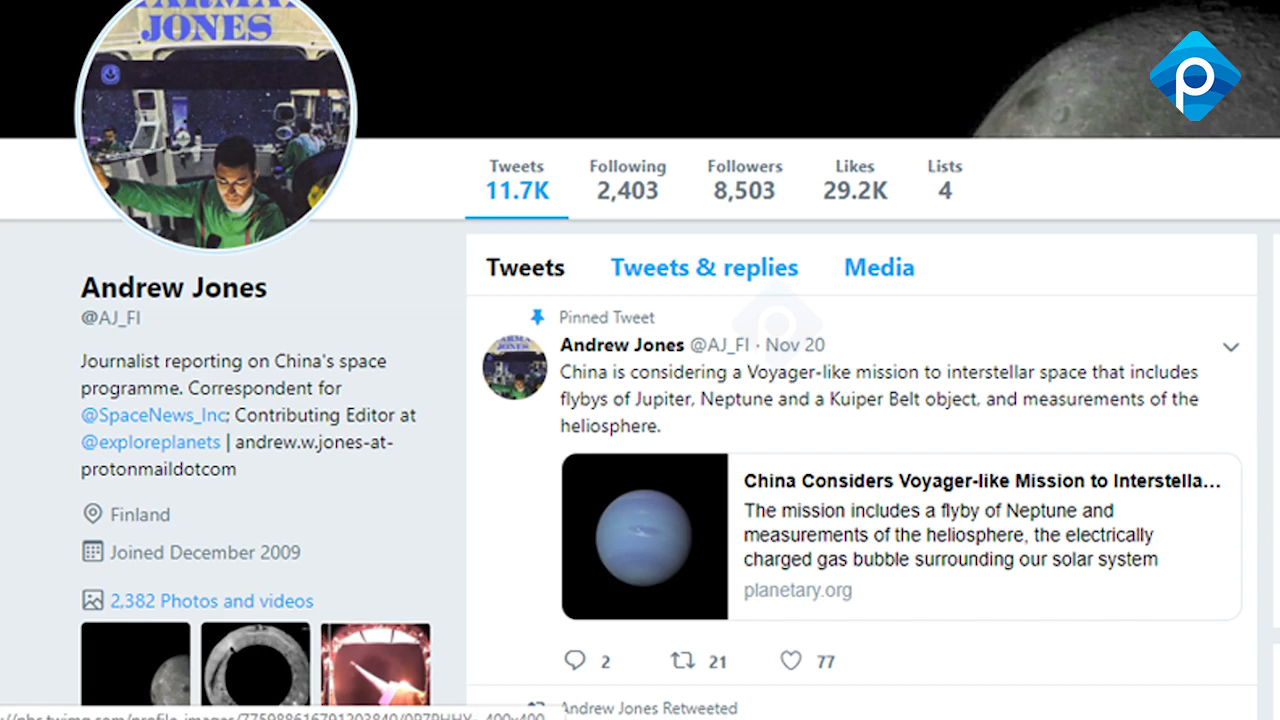 JONES
Tweets Following Followers Likes Lists
11.7K 2,403 8,503 29.2K 4
Andrew Jones
@AJ_FI
Journalist reporting on China's space
programme. Correspondent for
@SpaceNews_Inc; Contributing Editor at
@exploreplanets | andrew.w.jones-at-
protonmaildotcom
Finland
Joined December 2009
2,382 Photos and videos
Tweets Tweets & replies Media
Pinned Tweet
Andrew Jones @AJ_FI · Nov 20
China is considering a Voyager-like mission to interstellar space that includes
flybys of Jupiter, Neptune and a Kuiper Belt object, and measurements of the
heliosphere.
China Considers Voyager-like Mission to Interstella...
The mission includes a flyby of Neptune and
measurements of the heliosphere, the electrically
charged gas bubble surrounding our solar system
planetary.org
2 21 77
Andrew Jones Retweeted